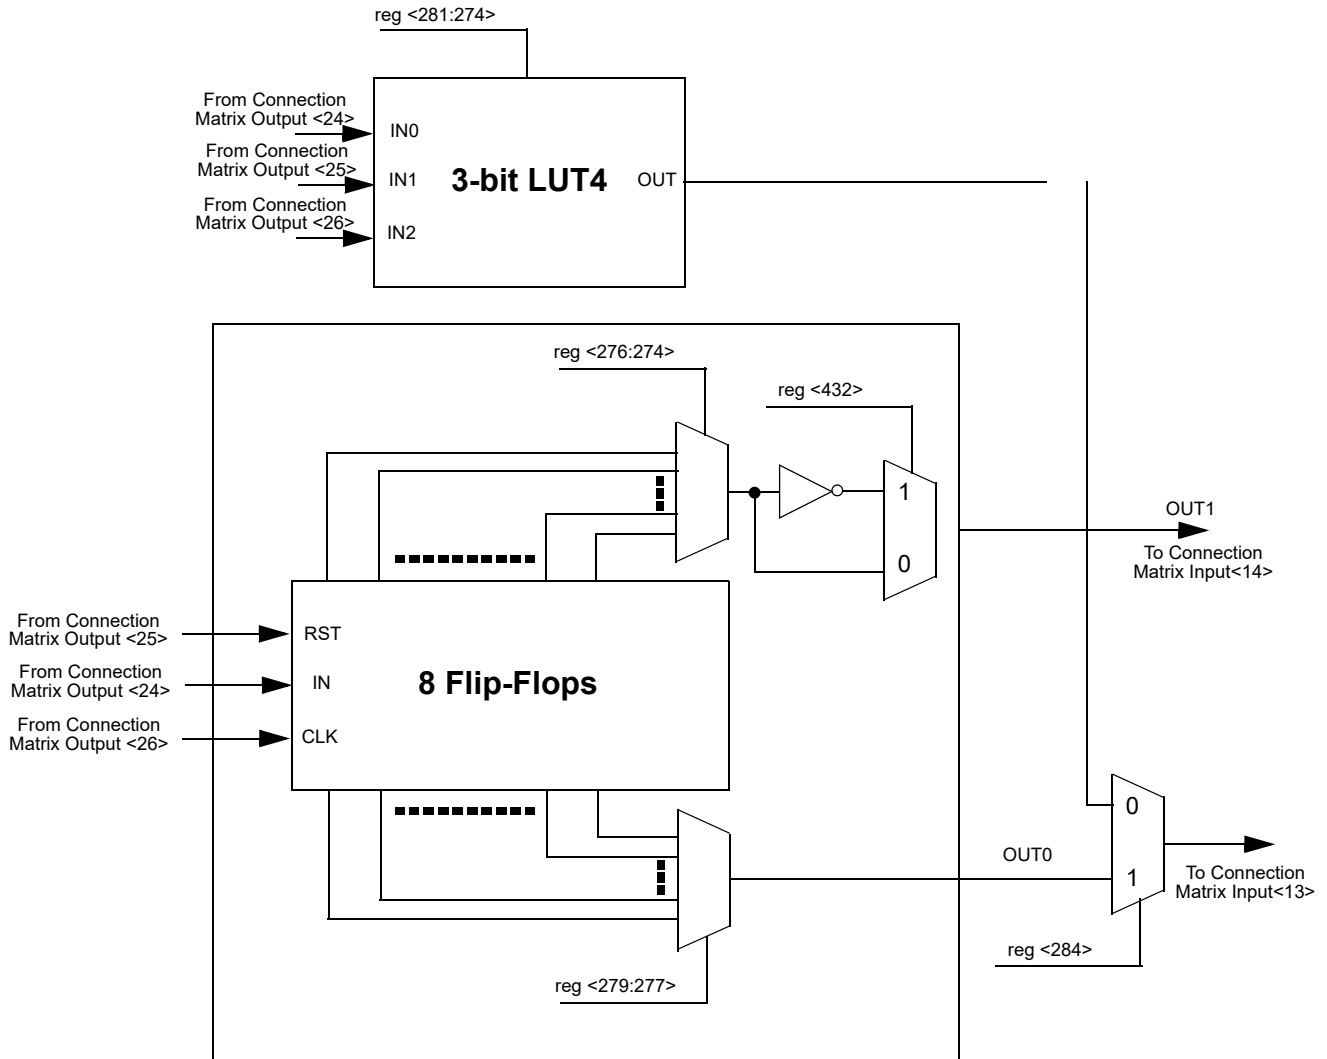 reg <281:274>
From Connection
Matrix Output <24>
IN0
From Connection
Matrix Output <25>
IN1
3-bit LUT4
OUT
From Connection
Matrix Output <26>
IN2
reg <276:274>
reg <432>
1
0
OUT1
To Connection
Matrix Input<14>
From Connection
Matrix Output <25>
RST
From Connection
Matrix Output <24>
IN
8 Flip-Flops
From Connection
Matrix Output <26>
CLK
0
OUT0
1
To Connection
Matrix Input<13>
reg <284>
reg <279:277>